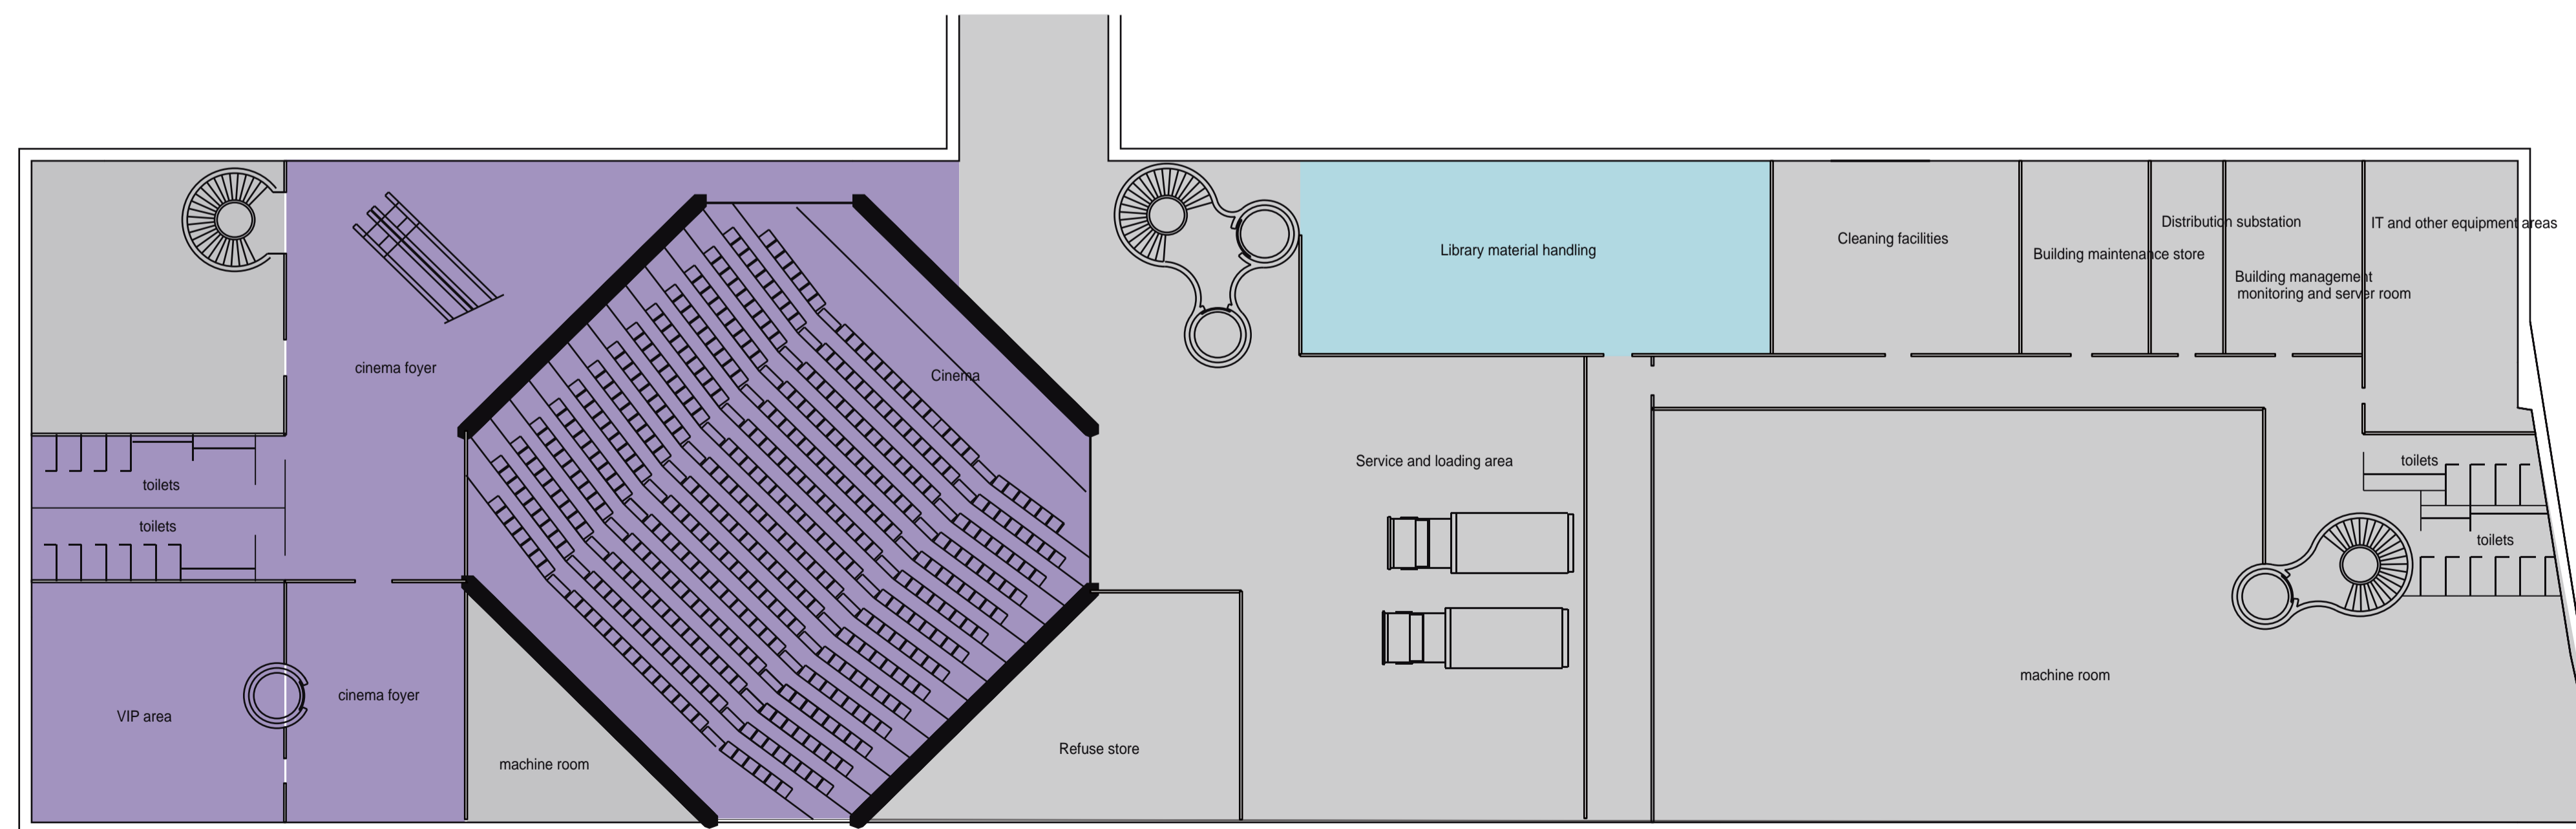 Distribution substation
IT and other equipment areas
Cleaning facilities
Library material handling
Building maintenance store
Building management
monitoring and server room
cinema foyer
Cinema
Service and loading area
toilets
toilets
toilets
toilets
machine room
cinema foyer
VIP area
Refuse store
machine room